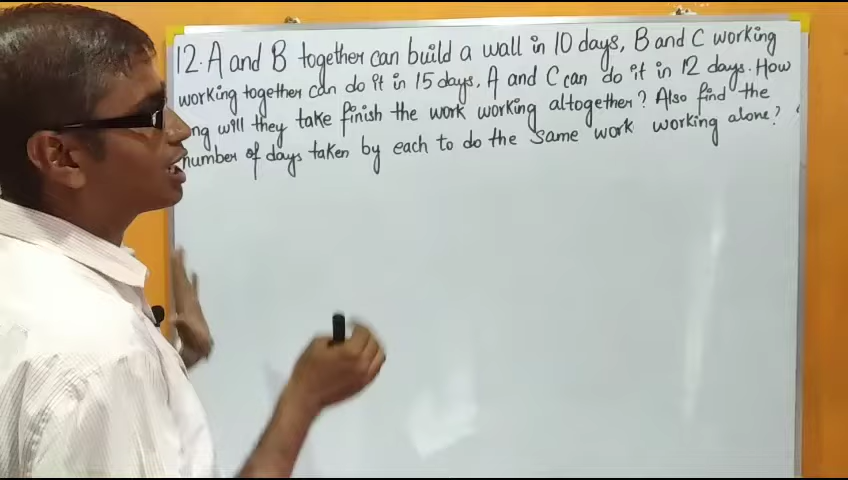 12. A and B together can build a wall in 10 days, B and C working
working together can do it in 15 days, A and C can do it in 12 days. How
ng will they take finish the work working altogether? Also find the
number of days taken by each to do the same work working alone?